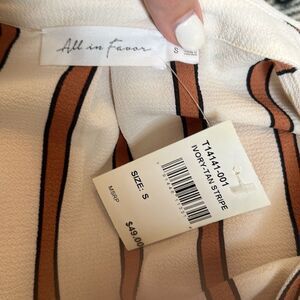 All in Favor
S
T14141-001
IVORY-TAN STRIPE
SIZE: S
MSRP
$49.00